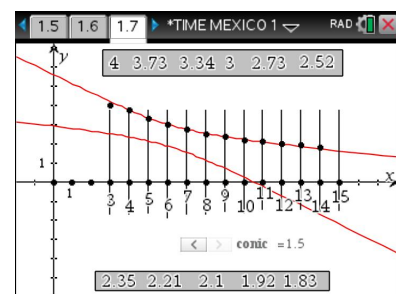 1.5 1.6 1.7 *TIME MEXICO 1 RAD
y
4 3.73 3.34 3 2.73 2.52
1
x
1 3 4 5 6 7 8 9 10 11 12 13 14 15
conic =1.5
2.35 2.21 2.1 1.92 1.83